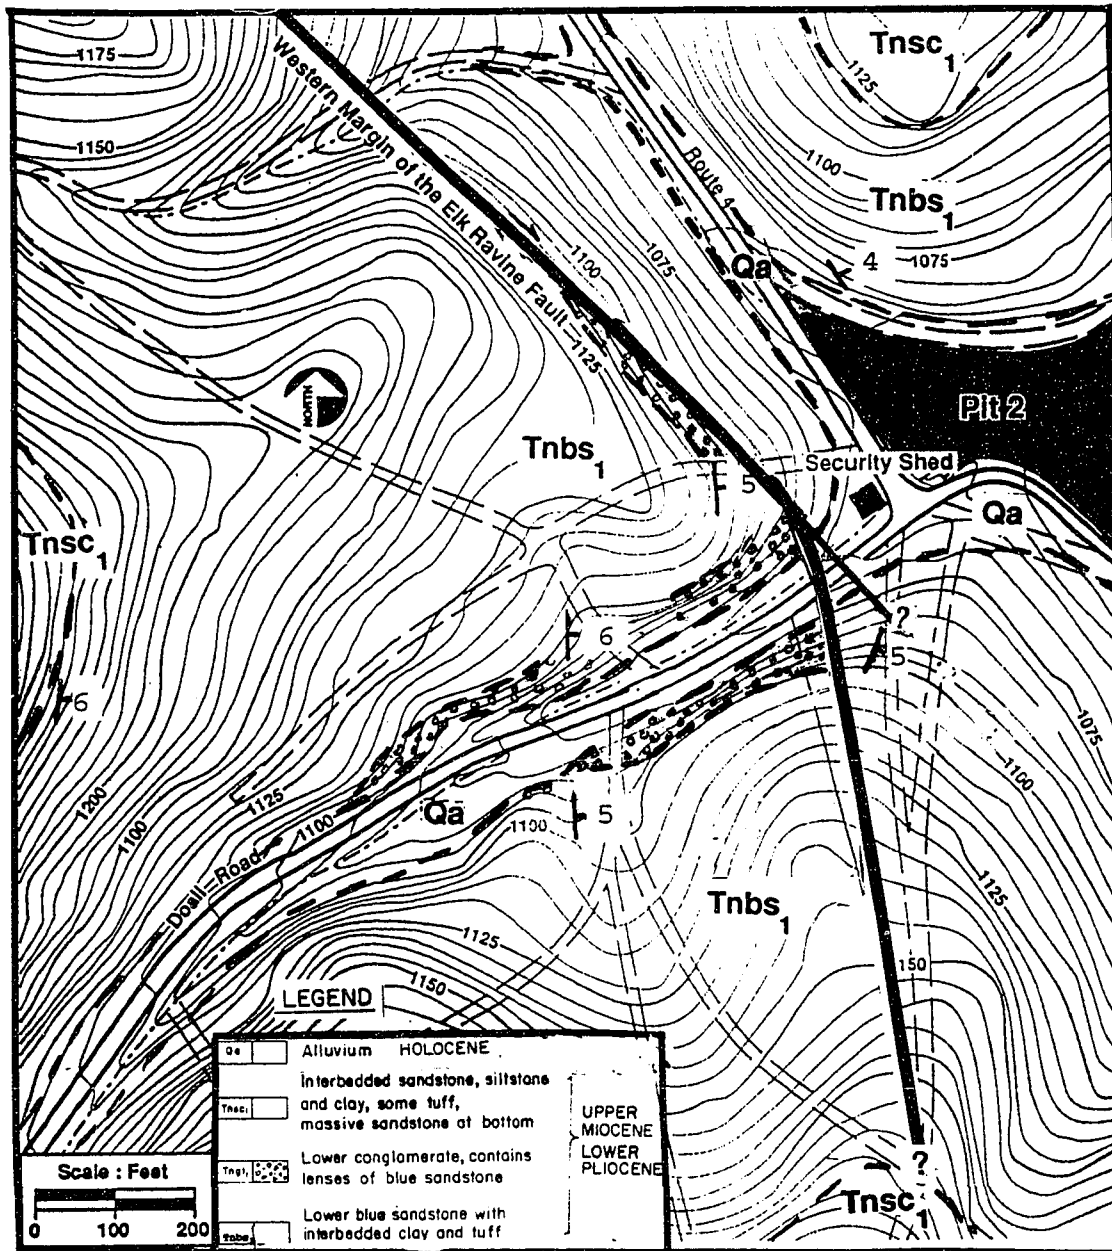 1175
1150
Tnsc1
1125
1100
Route 4
Tnbs1
4
1075
Western Margin of the Elk Ravine Fault
1100
1075
Qa
1125
NORTH
Pit 2
Tnbs1
Security Shed
5
Qa
Tnsc1
?
6
5
6
1200
1100
1125
1100
Qa
1075
1100
5
1100
Doall Road
Tnbs1
1125
1125
1150
150
LEGEND
Qa Alluvium HOLOCENE
Tnsc1 Interbedded sandstone, siltstone
and clay, some tuff,
massive sandstone at bottom
Lower conglomerate, contains
lenses of blue sandstone
Lower blue sandstone with
interbedded clay and tuff
UPPER
MIOCENE
LOWER
PLIOCENE
?
Tnsc1
Scale : Feet
0 100 200